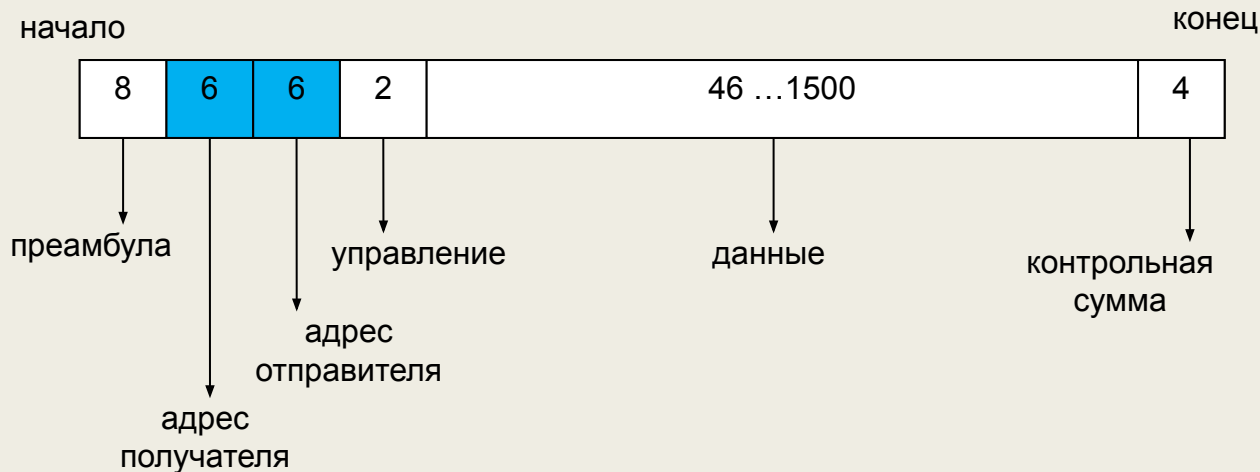 начало
конец
8
6
6
2
46 ...1500
4
преамбула
управление
данные
контрольная
сумма
адрес
отправителя
адрес
получателя